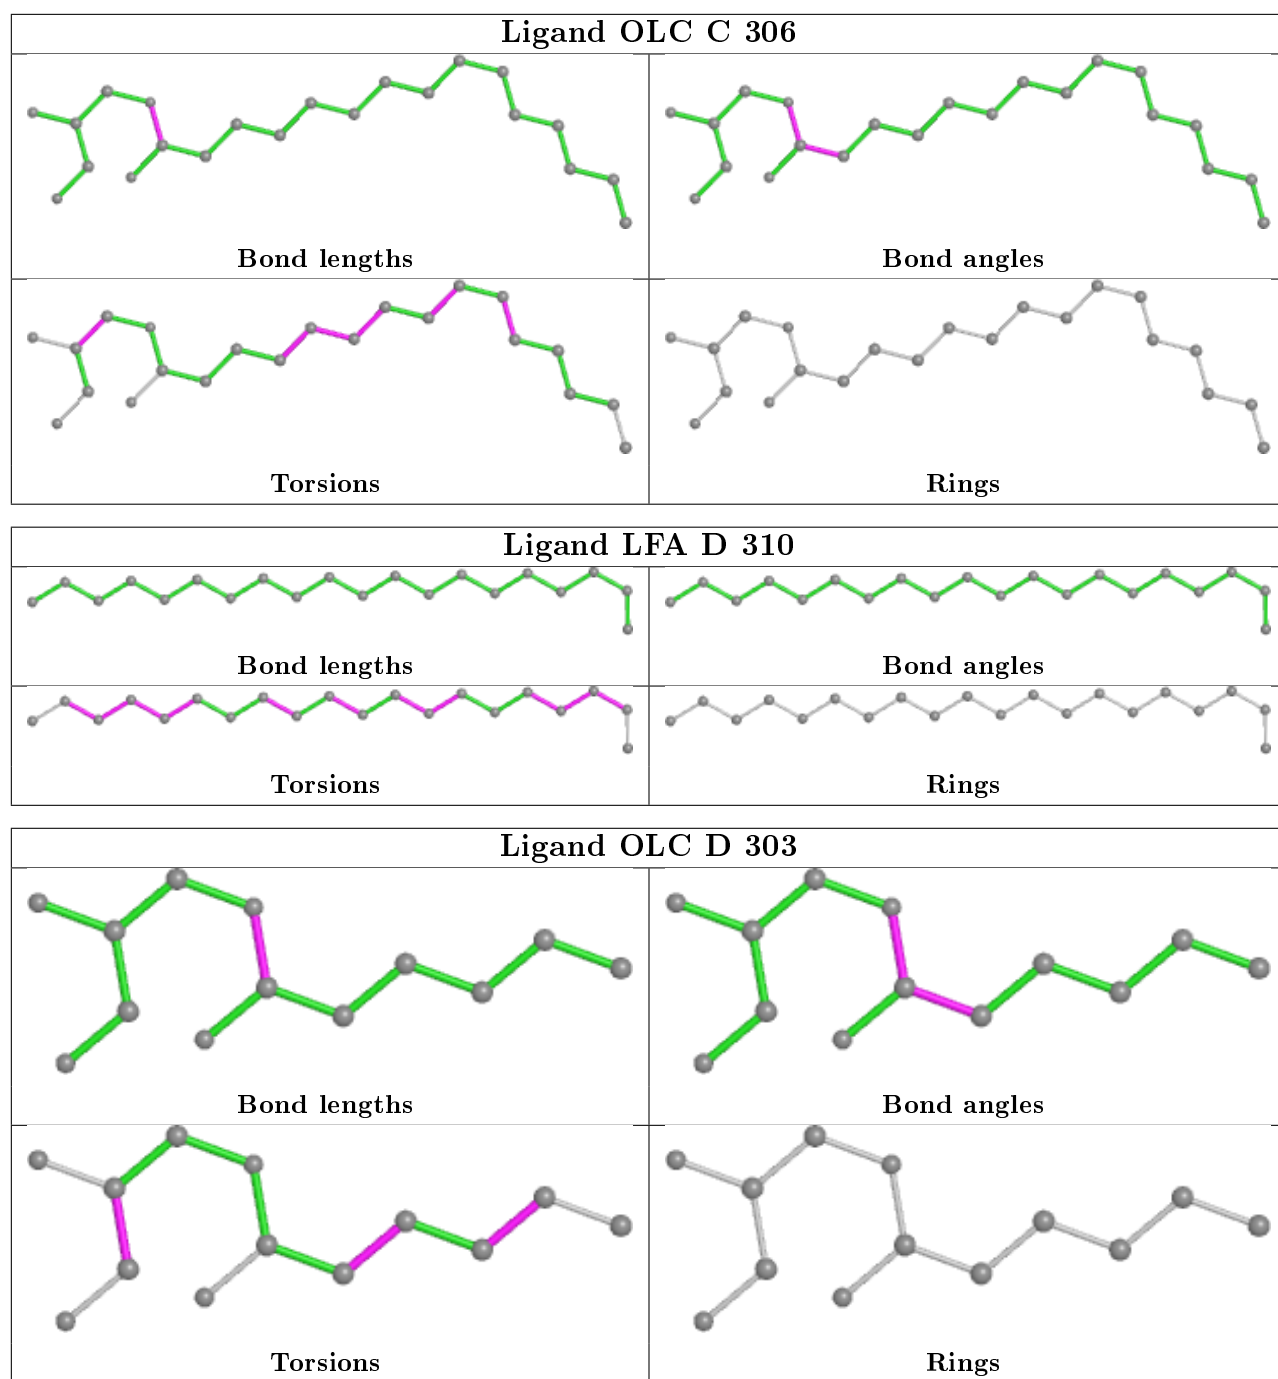 Ligand OLC C 306
Bond lengths
Bond angles
Torsions
Rings
Ligand LFA D 310
Bond lengths
Bond angles
Torsions
Rings
Ligand OLC D 303
Bond lengths
Bond angles
Torsions
Rings